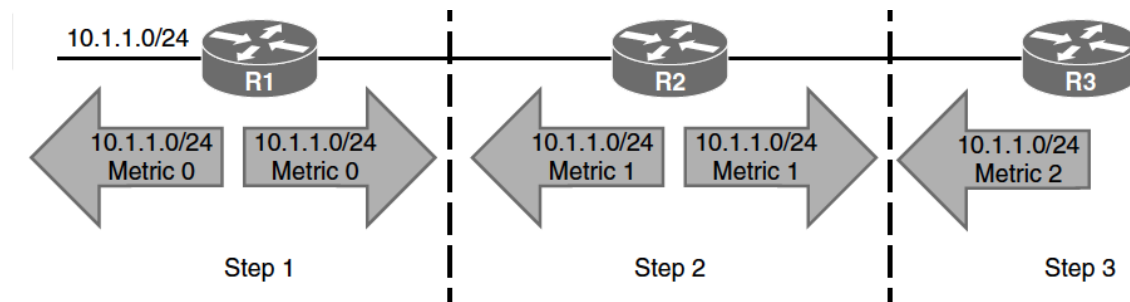 10.1.1.0/24
R1
R2
R3
10.1.1.0/24
Metric 0
10.1.1.0/24
Metric 0
10.1.1.0/24
Metric 1
10.1.1.0/24
Metric 1
10.1.1.0/24
Metric 2
Step 1
Step 2
Step 3